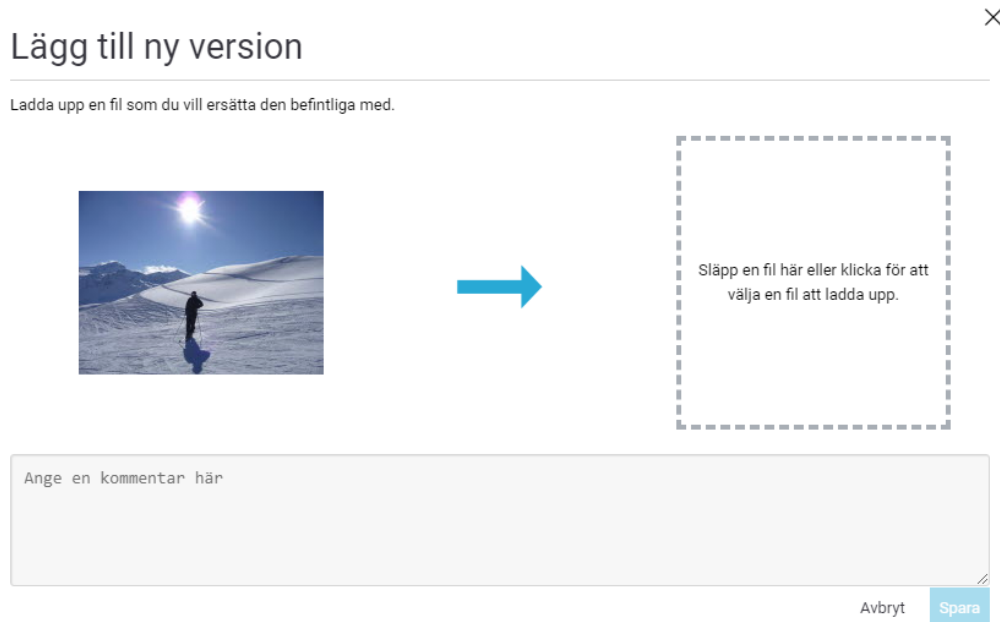 Lägg till ny version
Ladda upp en fil som du vill ersätta den befintliga med.
Släpp en fil här eller klicka för att
välja en fil att ladda upp.
Ange en kommentar här
Avbryt
Spara